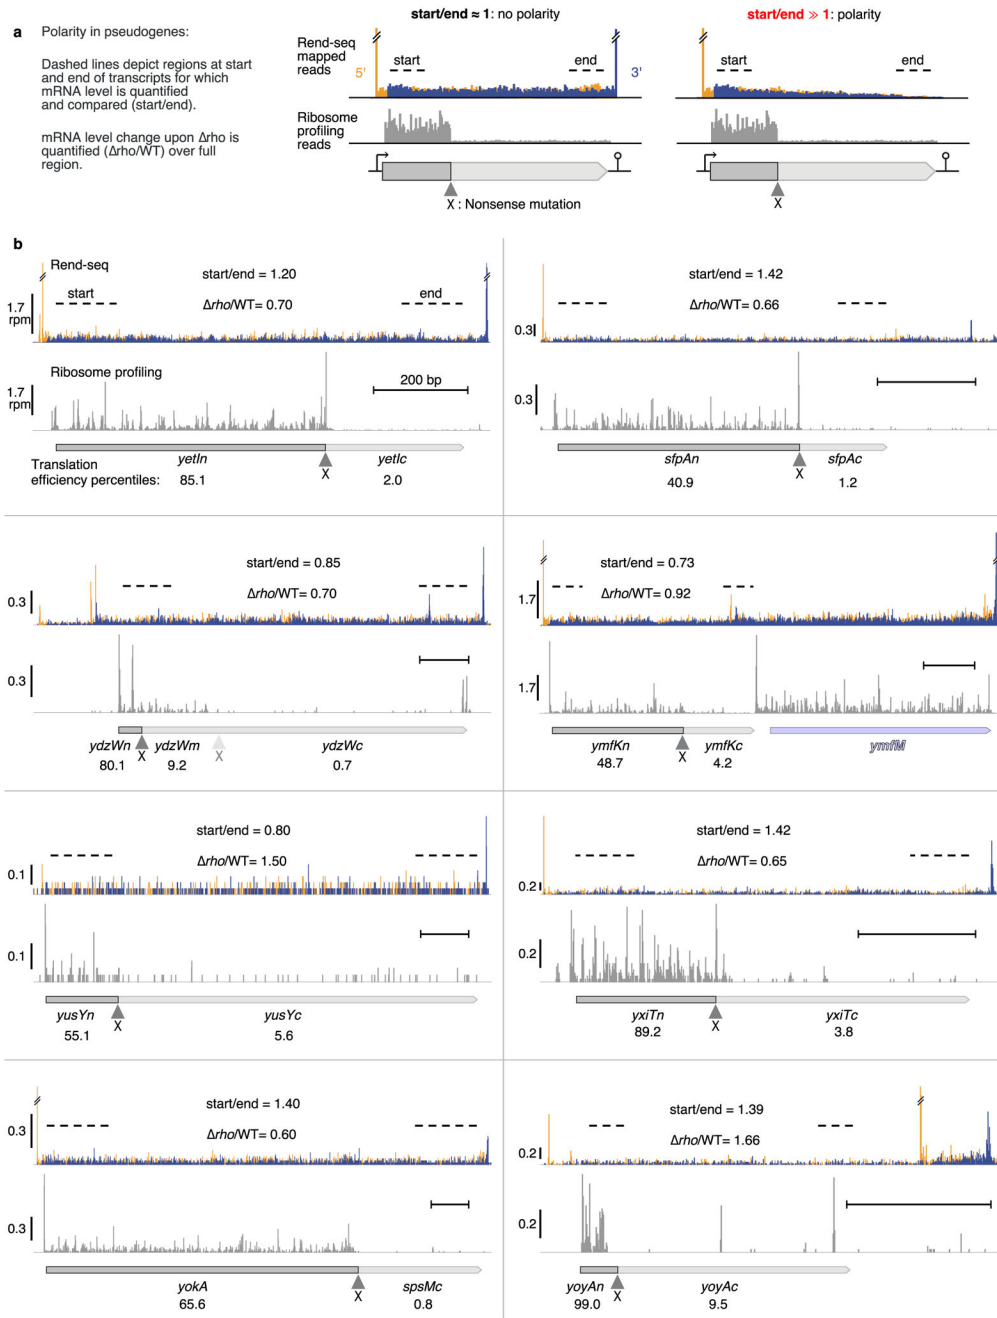 a
Polarity in pseudogenes:
Dashed lines depict regions at start
and end of transcripts for which
mRNA level is quantified
and compared (start/end).
mRNA level change upon Δrho is
quantified (Δrho/WT) over full
region.
start/end ≈ 1: no polarity
start/end ≫ 1: polarity
Rend-seq
mapped
reads
5'
start
end
3'
start
end
Ribosome
profiling
reads
X : Nonsense mutation
X
b
Rend-seq
start/end = 1.20
start
end
Δrho/WT= 0.70
1.7
rpm
Ribosome profiling
200 bp
1.7
rpm
yetIn
yetIc
Translation
efficiency percentiles:
X
85.1
2.0
start/end = 1.42
Δrho/WT= 0.66
0.3
0.3
sfpAn
sfpAc
X
40.9
1.2
start/end = 0.85
Δrho/WT= 0.70
0.3
0.3
ydzWn
ydzWm
ydzWc
X
X
80.1
9.2
0.7
start/end = 0.73
Δrho/WT= 0.92
1.7
1.7
ymfKn
ymfKc
ymfM
X
48.7
4.2
start/end = 0.80
Δrho/WT= 1.50
0.1
0.1
yusYn
yusYc
X
55.1
5.6
start/end = 1.42
Δrho/WT= 0.65
0.2
0.2
yxiTn
yxiTc
X
89.2
3.8
start/end = 1.40
Δrho/WT= 0.60
0.3
0.3
yokA
spsMc
X
65.6
0.8
start/end = 1.39
Δrho/WT= 1.66
0.2
0.2
yoyAn
yoyAc
X
99.0
9.5